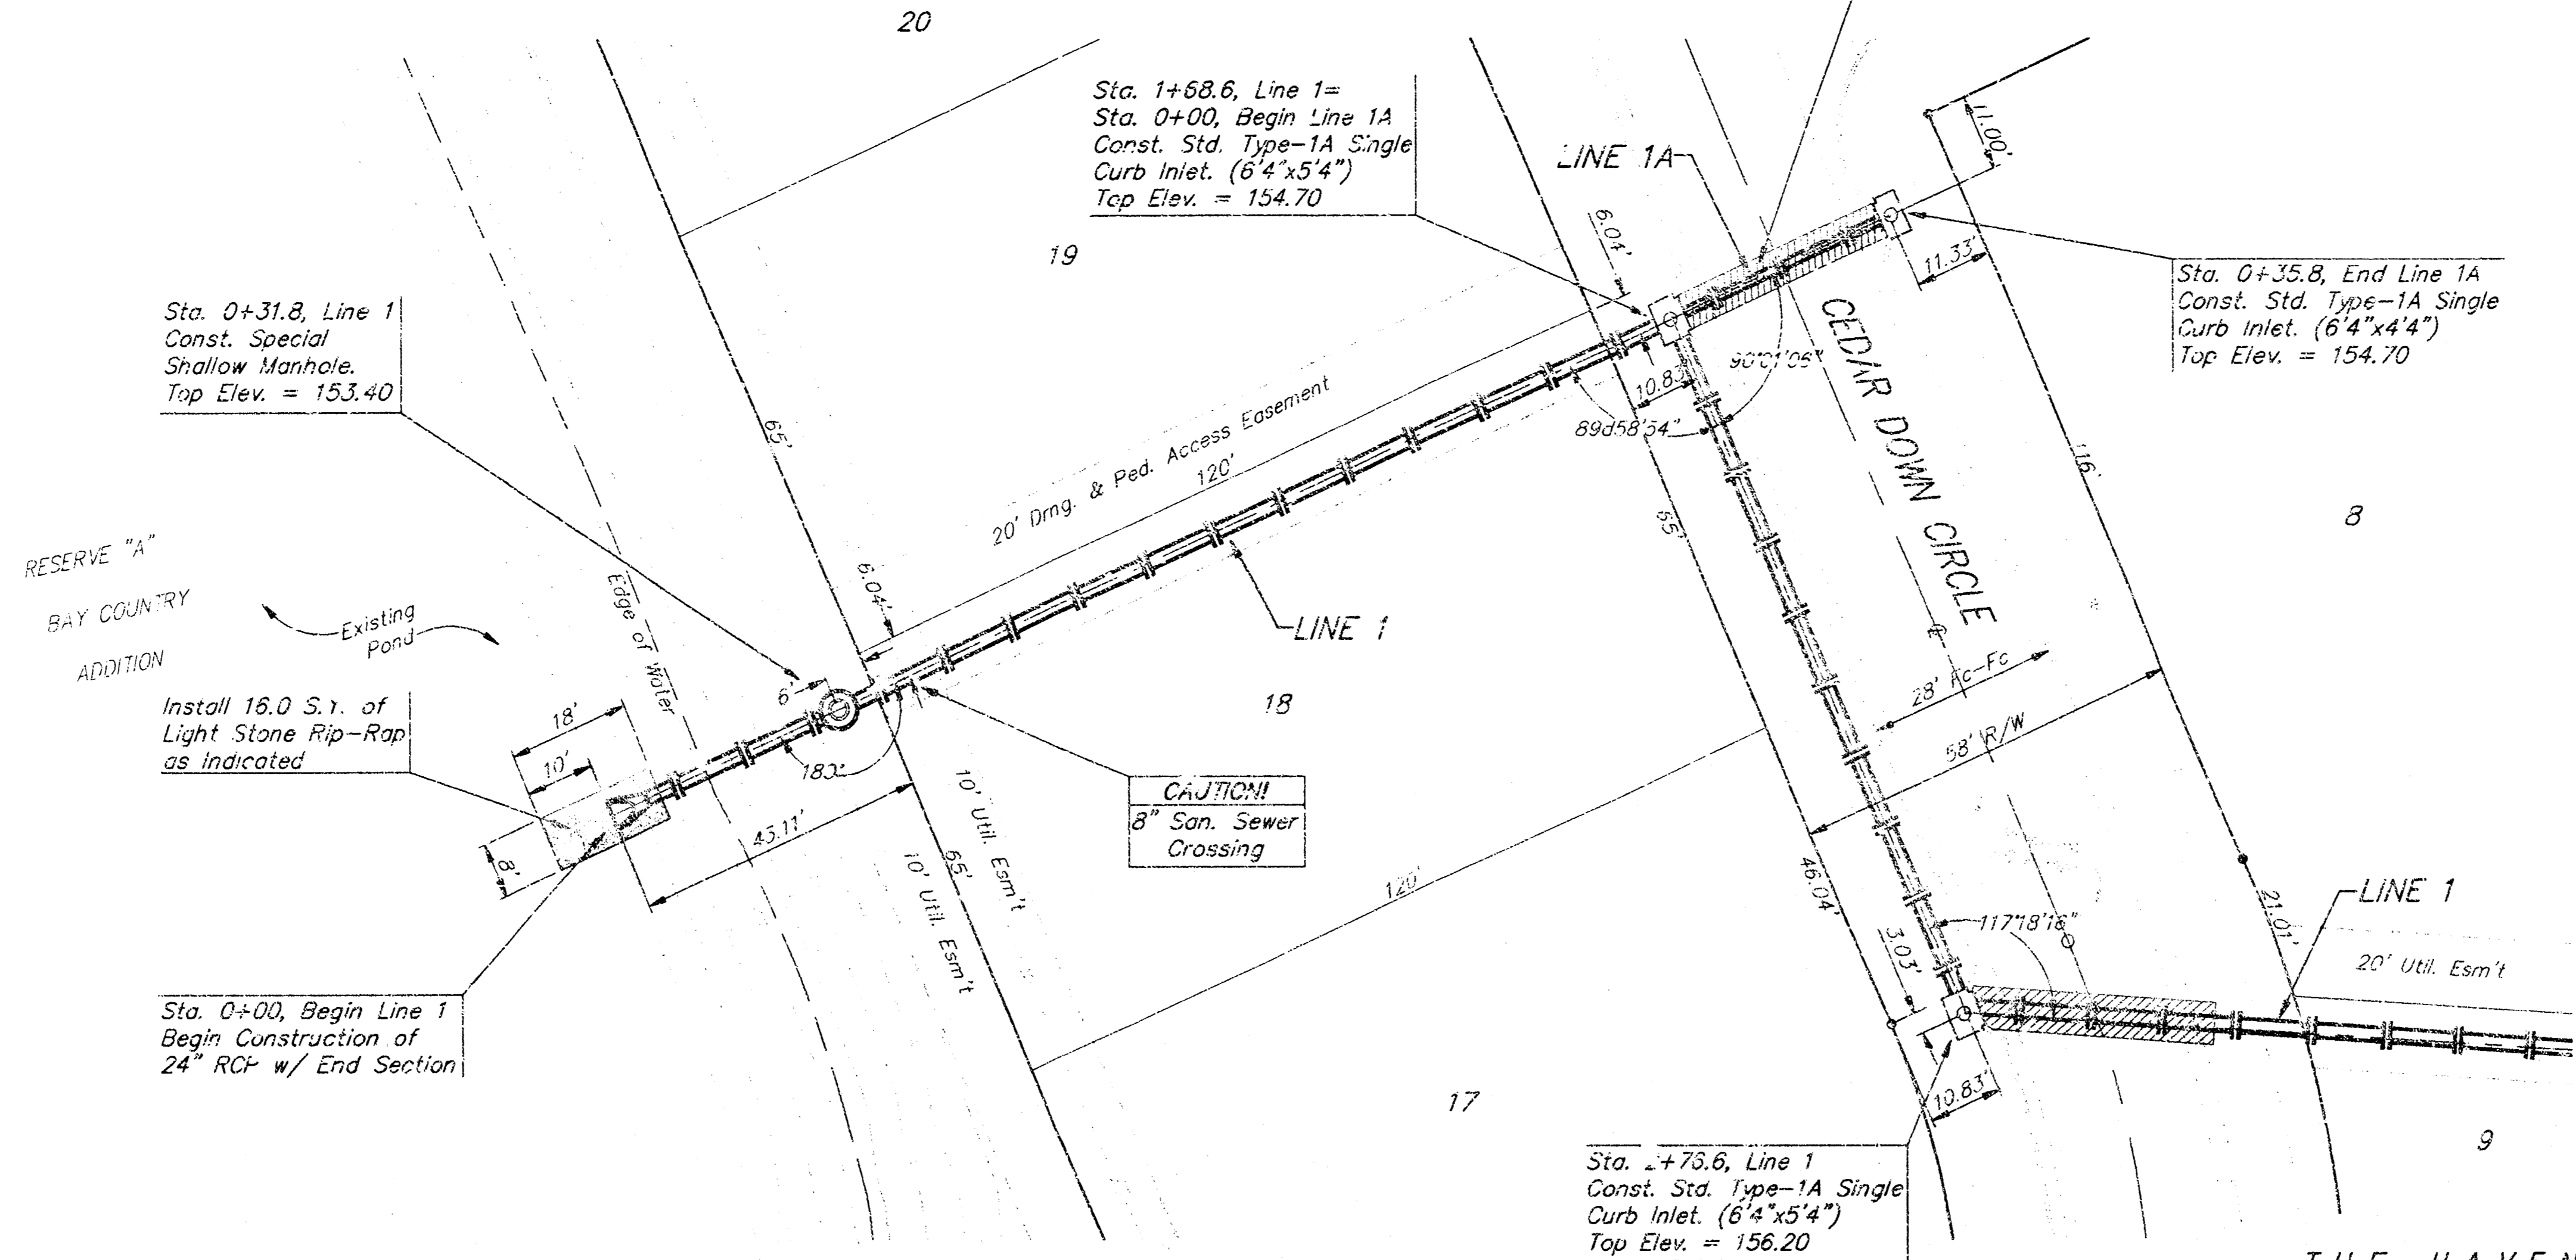 20
Sta. 1+68.6, Line 1=
Sta. 0+00, Begin Line 1A
Const. Std. Type-1A Single
Curb Inlet. (6'4"x5'4")
Top Elev. = 154.70
LINE 1A
11.00'
6.04'
19
11.33'
Sta. 0+35.8, End Line 1A
Const. Std. Type-1A Single
Curb Inlet. (6'4"x4'4")
Top Elev. = 154.70
Sta. 0+31.8, Line 1
Const. Special
Shallow Manhole.
Top Elev. = 153.40
CEDAR DOWN CIRCLE
90°01'06"
10.83'
89d58'54"
65'
20' Drng. & Ped. Access Easement
120'
116'
65'
8
RESERVE "A"
BAY COUNTRY
ADDITION
Existing
Pond
Edge of Water
6.04'
LINE 1
6'
28' Fc-Fc
58' R/W
18
Install 16.0 S.Y. of
Light Stone Rip-Rap
as Indicated
18'
10'
8'
180°
43.11'
CAUTION!
8" San. Sewer
Crossing
10' Util. Esm't
65'
10' Util. Esm't
120'
46.04'
LINE 1
21.01'
117°18'16"
3.03'
20' Util. Esm't
Sta. 0+00, Begin Line 1
Begin Construction of
24" RCP w/ End Section
17
10.83'
9
Sta. 2+76.6, Line 1
Const. Std. Type-1A Single
Curb Inlet. (6'4"x5'4")
Top Elev. = 156.20